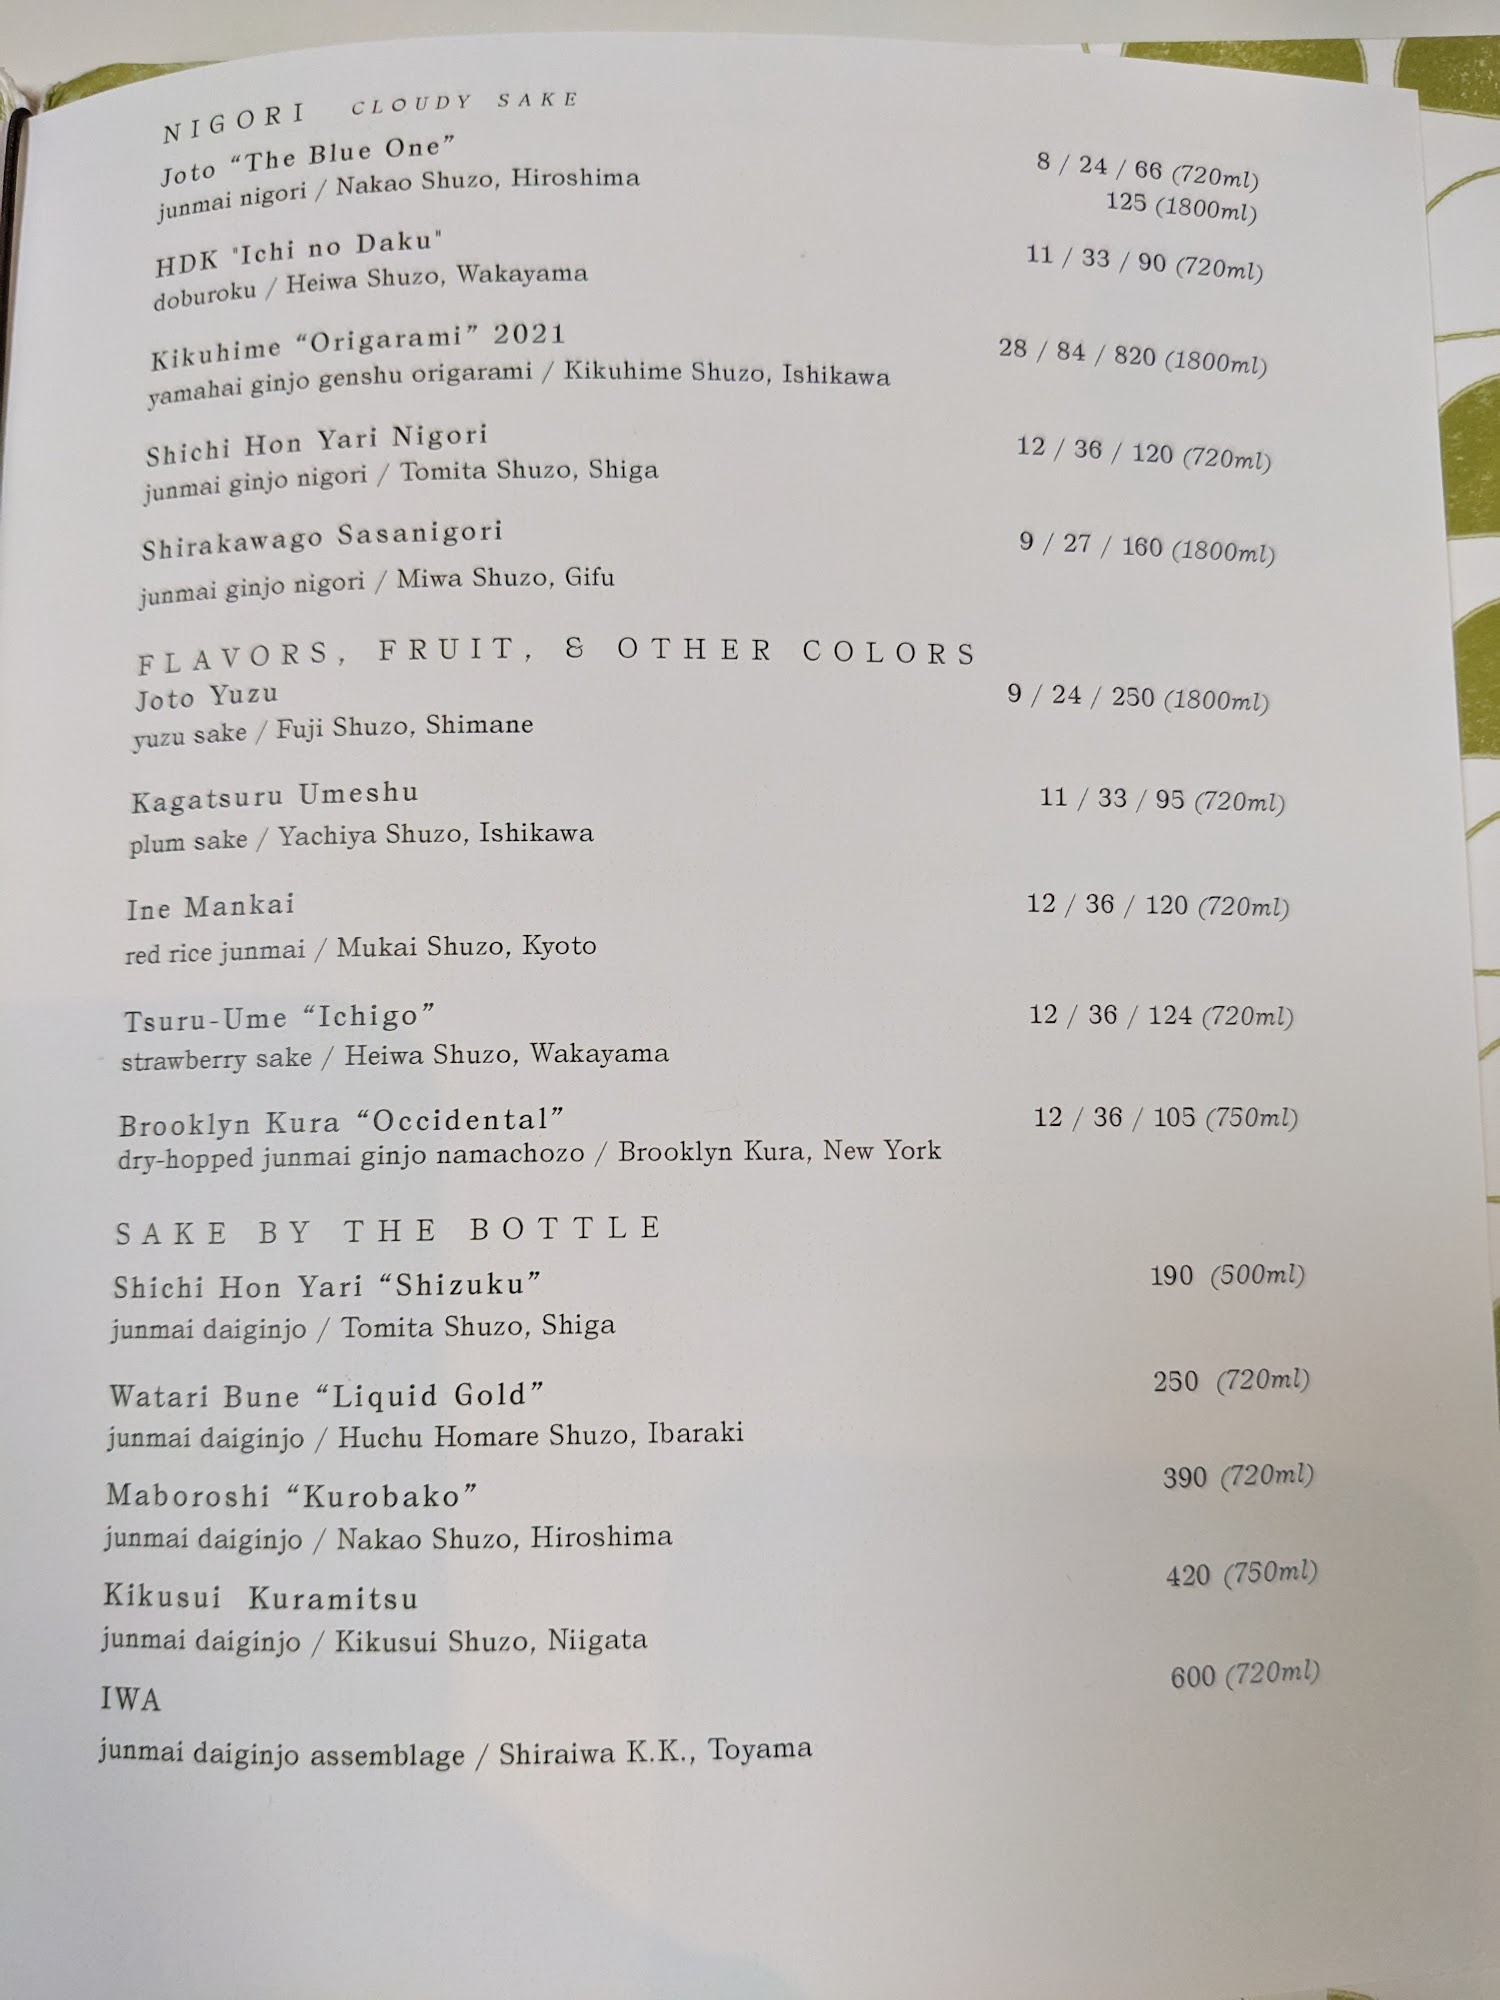 NIGORI CLOUDY SAKE
Joto “The Blue One” 8 / 24 / 66 (720ml)
junmai nigori / Nakao Shuzo, Hiroshima 125 (1800ml)
HDK "Ichi no Daku" 11 / 33 / 90 (720ml)
doburoku / Heiwa Shuzo, Wakayama
Kikuhime “Origarami” 2021 28 / 84 / 820 (1800ml)
yamahai ginjo genshu origarami / Kikuhime Shuzo, Ishikawa
Shichi Hon Yari Nigori 12 / 36 / 120 (720ml)
junmai ginjo nigori / Tomita Shuzo, Shiga
Shirakawago Sasanigori 9 / 27 / 160 (1800ml)
junmai ginjo nigori / Miwa Shuzo, Gifu
FLAVORS, FRUIT, & OTHER COLORS
Joto Yuzu 9 / 24 / 250 (1800ml)
yuzu sake / Fuji Shuzo, Shimane
Kagatsuru Umeshu 11 / 33 / 95 (720ml)
plum sake / Yachiya Shuzo, Ishikawa
Ine Mankai 12 / 36 / 120 (720ml)
red rice junmai / Mukai Shuzo, Kyoto
Tsuru-Ume “Ichigo” 12 / 36 / 124 (720ml)
strawberry sake / Heiwa Shuzo, Wakayama
Brooklyn Kura “Occidental” 12 / 36 / 105 (750ml)
dry-hopped junmai ginjo namachozo / Brooklyn Kura, New York
SAKE BY THE BOTTLE
Shichi Hon Yari “Shizuku” 190 (500ml)
junmai daiginjo / Tomita Shuzo, Shiga
Watari Bune “Liquid Gold” 250 (720ml)
junmai daiginjo / Huchu Homare Shuzo, Ibaraki
Maboroshi “Kurobako” 390 (720ml)
junmai daiginjo / Nakao Shuzo, Hiroshima
Kikusui Kuramitsu 420 (750ml)
junmai daiginjo / Kikusui Shuzo, Niigata
IWA 600 (720ml)
junmai daiginjo assemblage / Shiraiwa K.K., Toyama